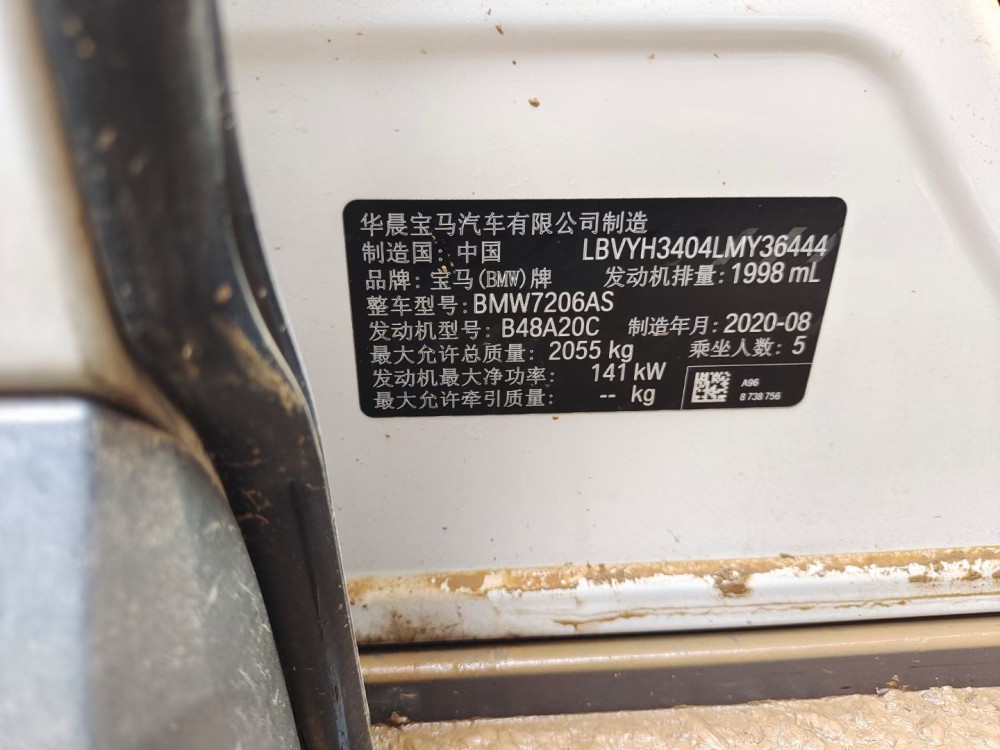 华晨宝马汽车有限公司制造
制造国：中国 LBVYH3404LMY36444
品牌：宝马(BMW)牌 发动机排量：1998 mL
整车型号：BMW7206AS
发动机型号：B48A20C 制造年月：2020-08
最大允许总质量：2055 kg 乘坐人数：5
发动机最大净功率：141 kW
最大允许牵引质量：-- kg
A96
8 738 756